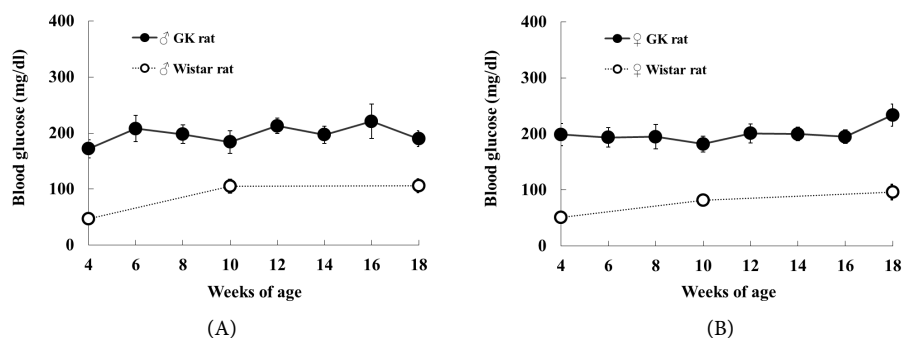 400
300
200
100
0
Blood glucose (mg/dl)
♂ GK rat
♂ Wistar rat
4 6 8 10 12 14 16 18
Weeks of age
(A)
400
300
200
100
0
Blood glucose (mg/dl)
♀ GK rat
♀ Wistar rat
4 6 8 10 12 14 16 18
Weeks of age
(B)